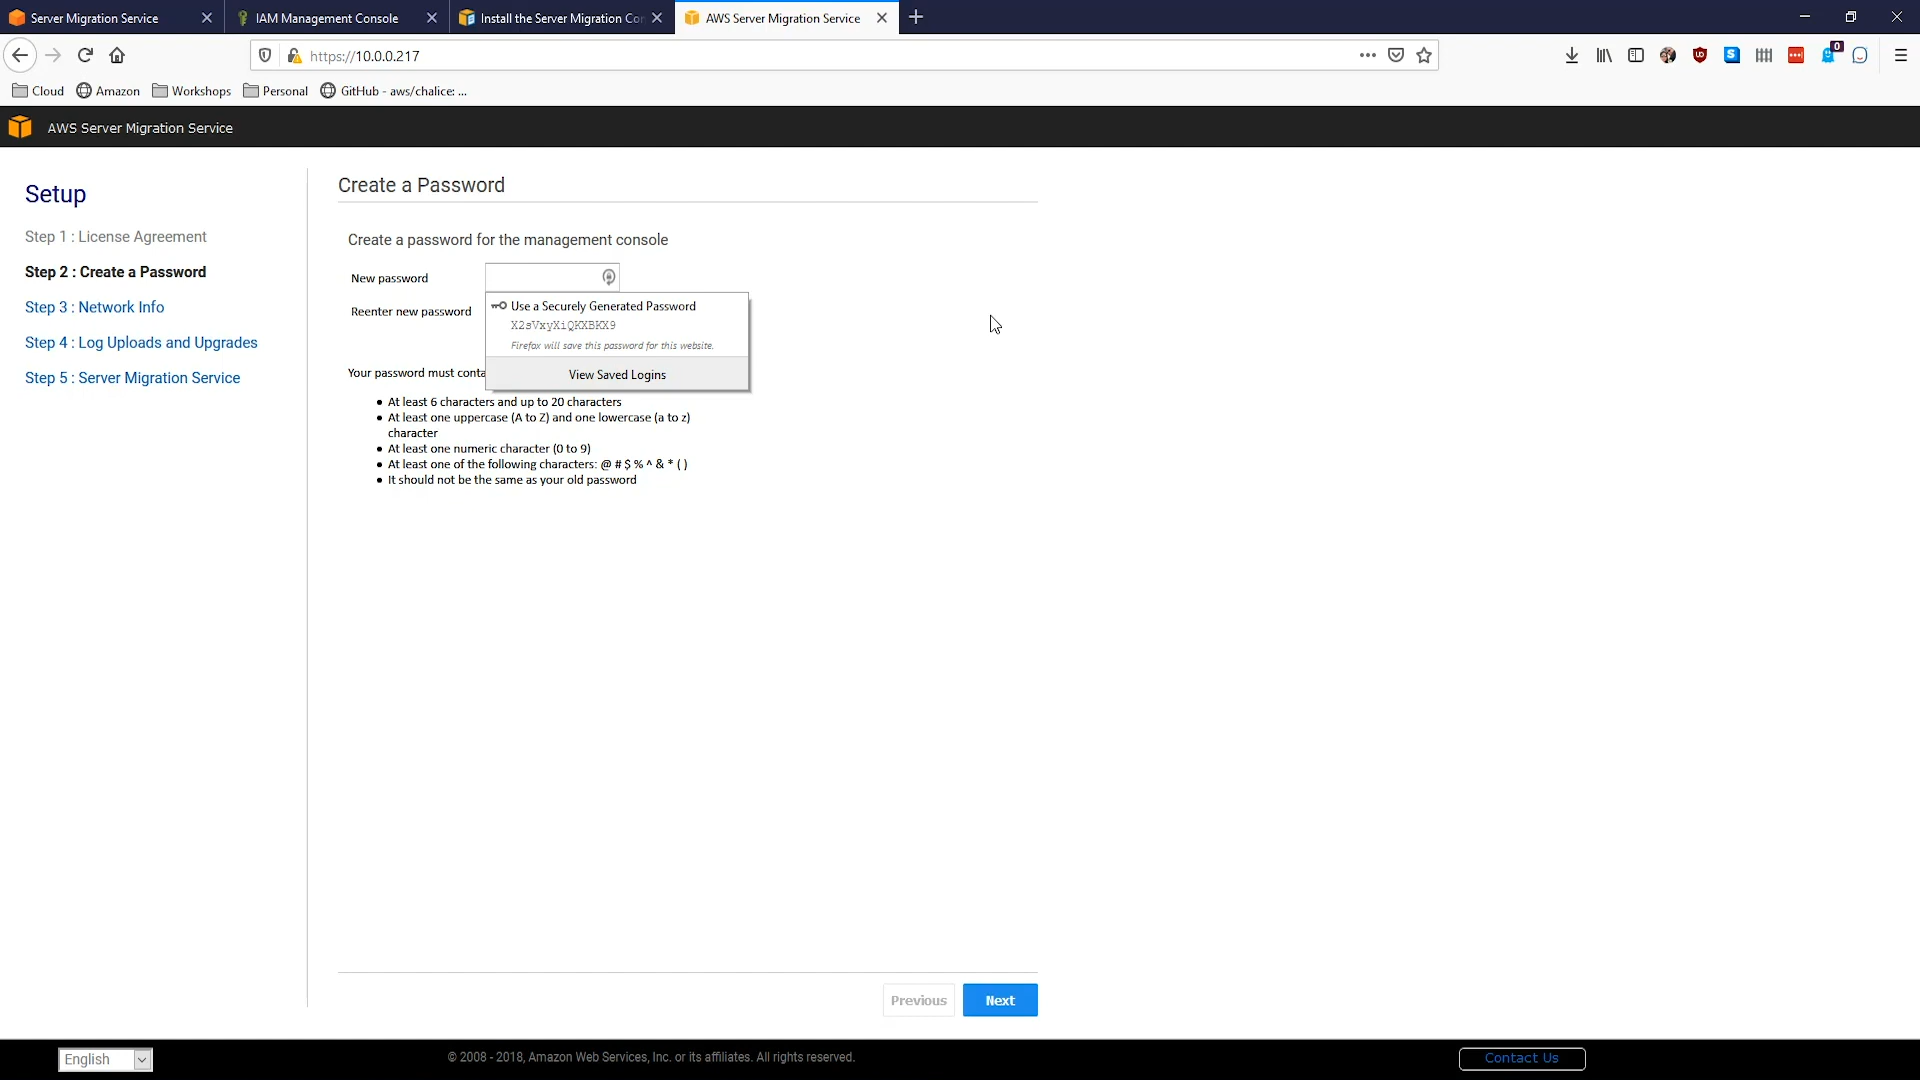 Server Migration Service
IAM Management Console
Install the Server Migration Co
AWS Server Migration Service
https://10.0.0.217
0
Cloud
Amazon
Workshops
Personal
GitHub - aws/chalice: ...
AWS Server Migration Service
Setup
Step 1 : License Agreement
Step 2 : Create a Password
Step 3 : Network Info
Step 4 : Log Uploads and Upgrades
Step 5 : Server Migration Service
Create a Password
Create a password for the management console
New password
Reenter new password
Use a Securely Generated Password
X2sVxyXiQKXBKX9
Firefox will save this password for this website.
View Saved Logins
Your password must conta
• At least 6 characters and up to 20 characters
• At least one uppercase (A to Z) and one lowercase (a to z)
character
• At least one numeric character (0 to 9)
• At least one of the following characters: @ # $ % ^ & * ( )
• It should not be the same as your old password
Previous
Next
English
© 2008 - 2018, Amazon Web Services, Inc. or its affiliates. All rights reserved.
Contact Us